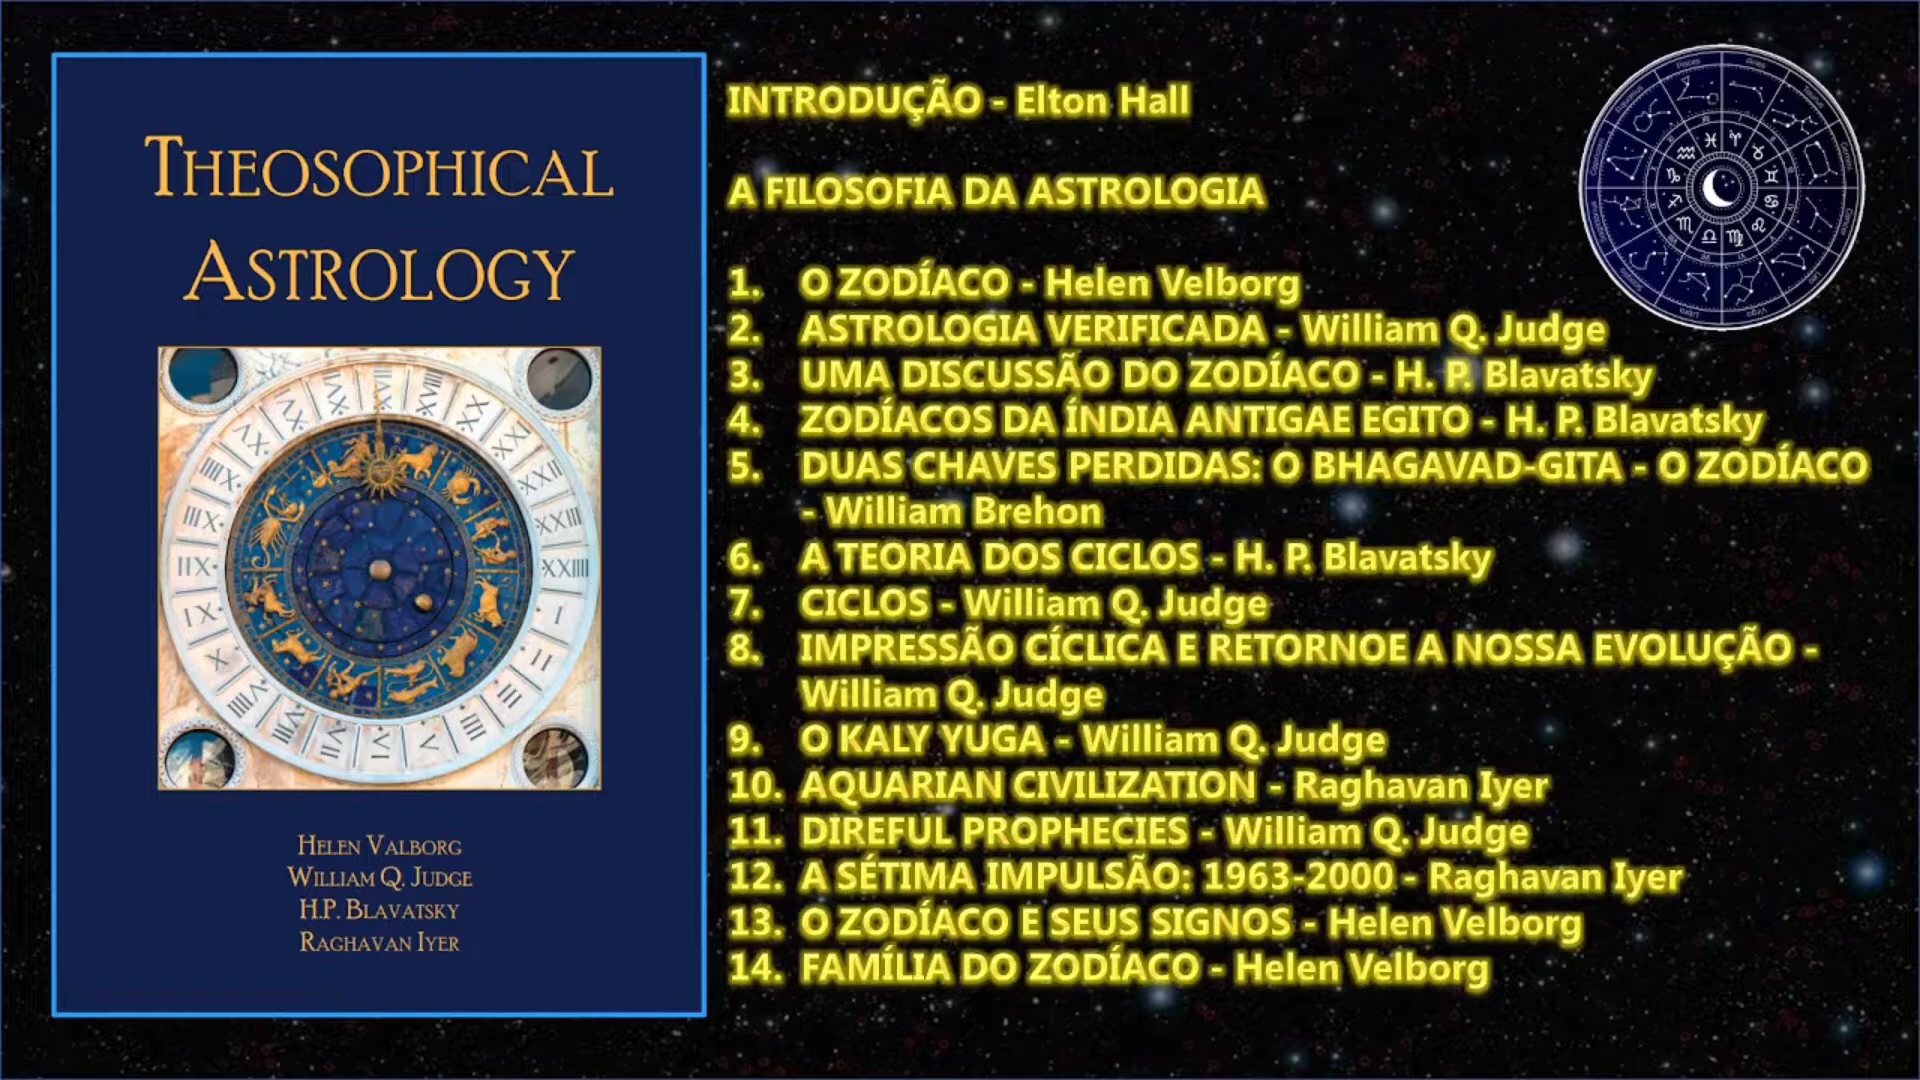 THEOSOPHICAL
ASTROLOGY
HELEN VALBORG
WILLIAM Q. JUDGE
H.P. BLAVATSKY
RAGHAVAN IYER
INTRODUÇÃO - Elton Hall
A FILOSOFIA DA ASTROLOGIA
1. O ZODÍACO - Helen Velborg
2. ASTROLOGIA VERIFICADA - William Q. Judge
3. UMA DISCUSSÃO DO ZODÍACO - H. P. Blavatsky
4. ZODÍACOS DA ÍNDIA ANTIGAE EGITO - H. P. Blavatsky
5. DUAS CHAVES PERDIDAS: O BHAGAVAD-GITA - O ZODÍACO
- William Brehon
6. A TEORIA DOS CICLOS - H. P. Blavatsky
7. CICLOS - William Q. Judge
8. IMPRESSÃO CÍCLICA E RETORNOE A NOSSA EVOLUÇÃO -
William Q. Judge
9. O KALY YUGA - William Q. Judge
10. AQUARIAN CIVILIZATION - Raghavan Iyer
11. DIREFUL PROPHECIES - William Q. Judge
12. A SÉTIMA IMPULSÃO: 1963-2000 - Raghavan Iyer
13. O ZODÍACO E SEUS SIGNOS - Helen Velborg
14. FAMÍLIA DO ZODÍACO - Helen Velborg